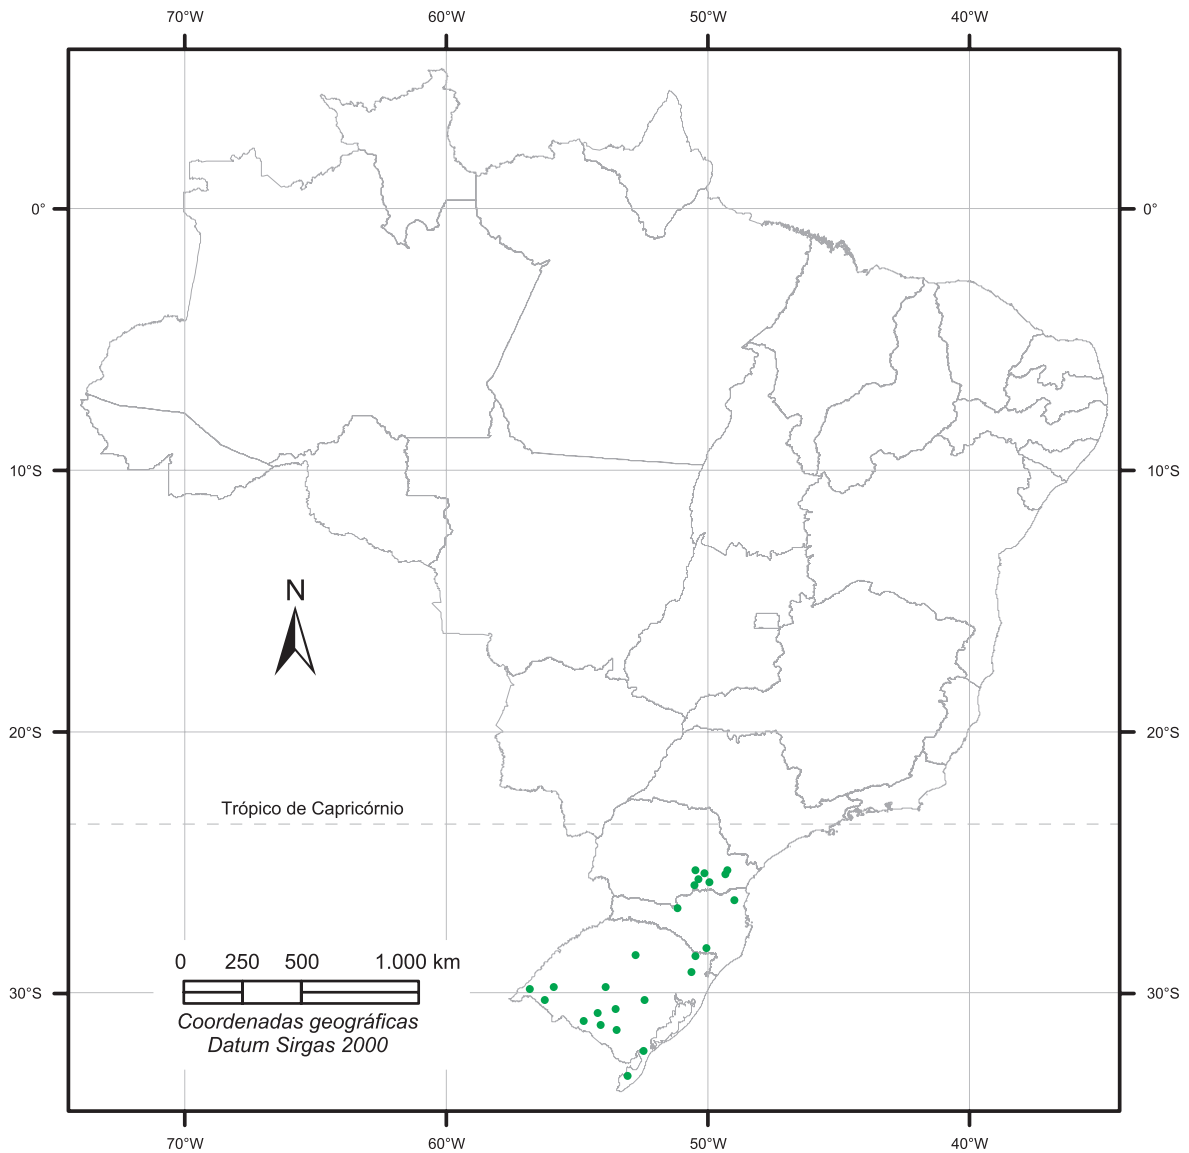 70°W 60°W 50°W 40°W
0° 0°
10°S 10°S
N
20°S 20°S
Trópico de Capricórnio
0 250 500 1.000 km
30°S 30°S
Coordenadas geográficas
Datum Sirgas 2000
70°W 60°W 50°W 40°W